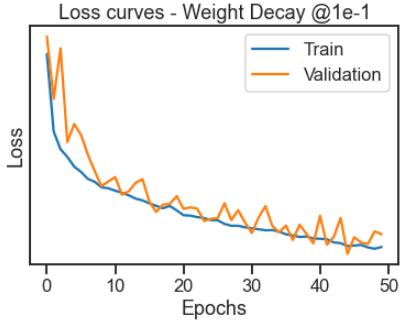 Loss curves - Weight Decay @1e-1
Train
Validation
Loss
0 10 20 30 40 50
Epochs